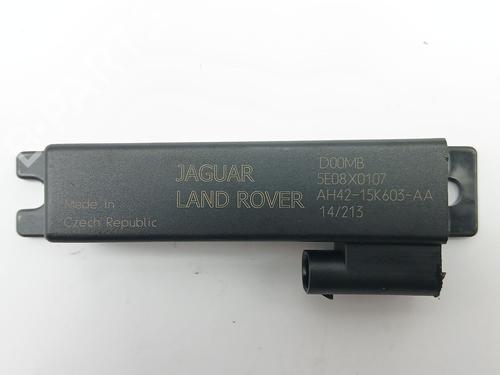 JAGUAR
LAND ROVER
Made in
Czech Republic
D00MB
5E08X0107
AH42-15K603-AA
14/213